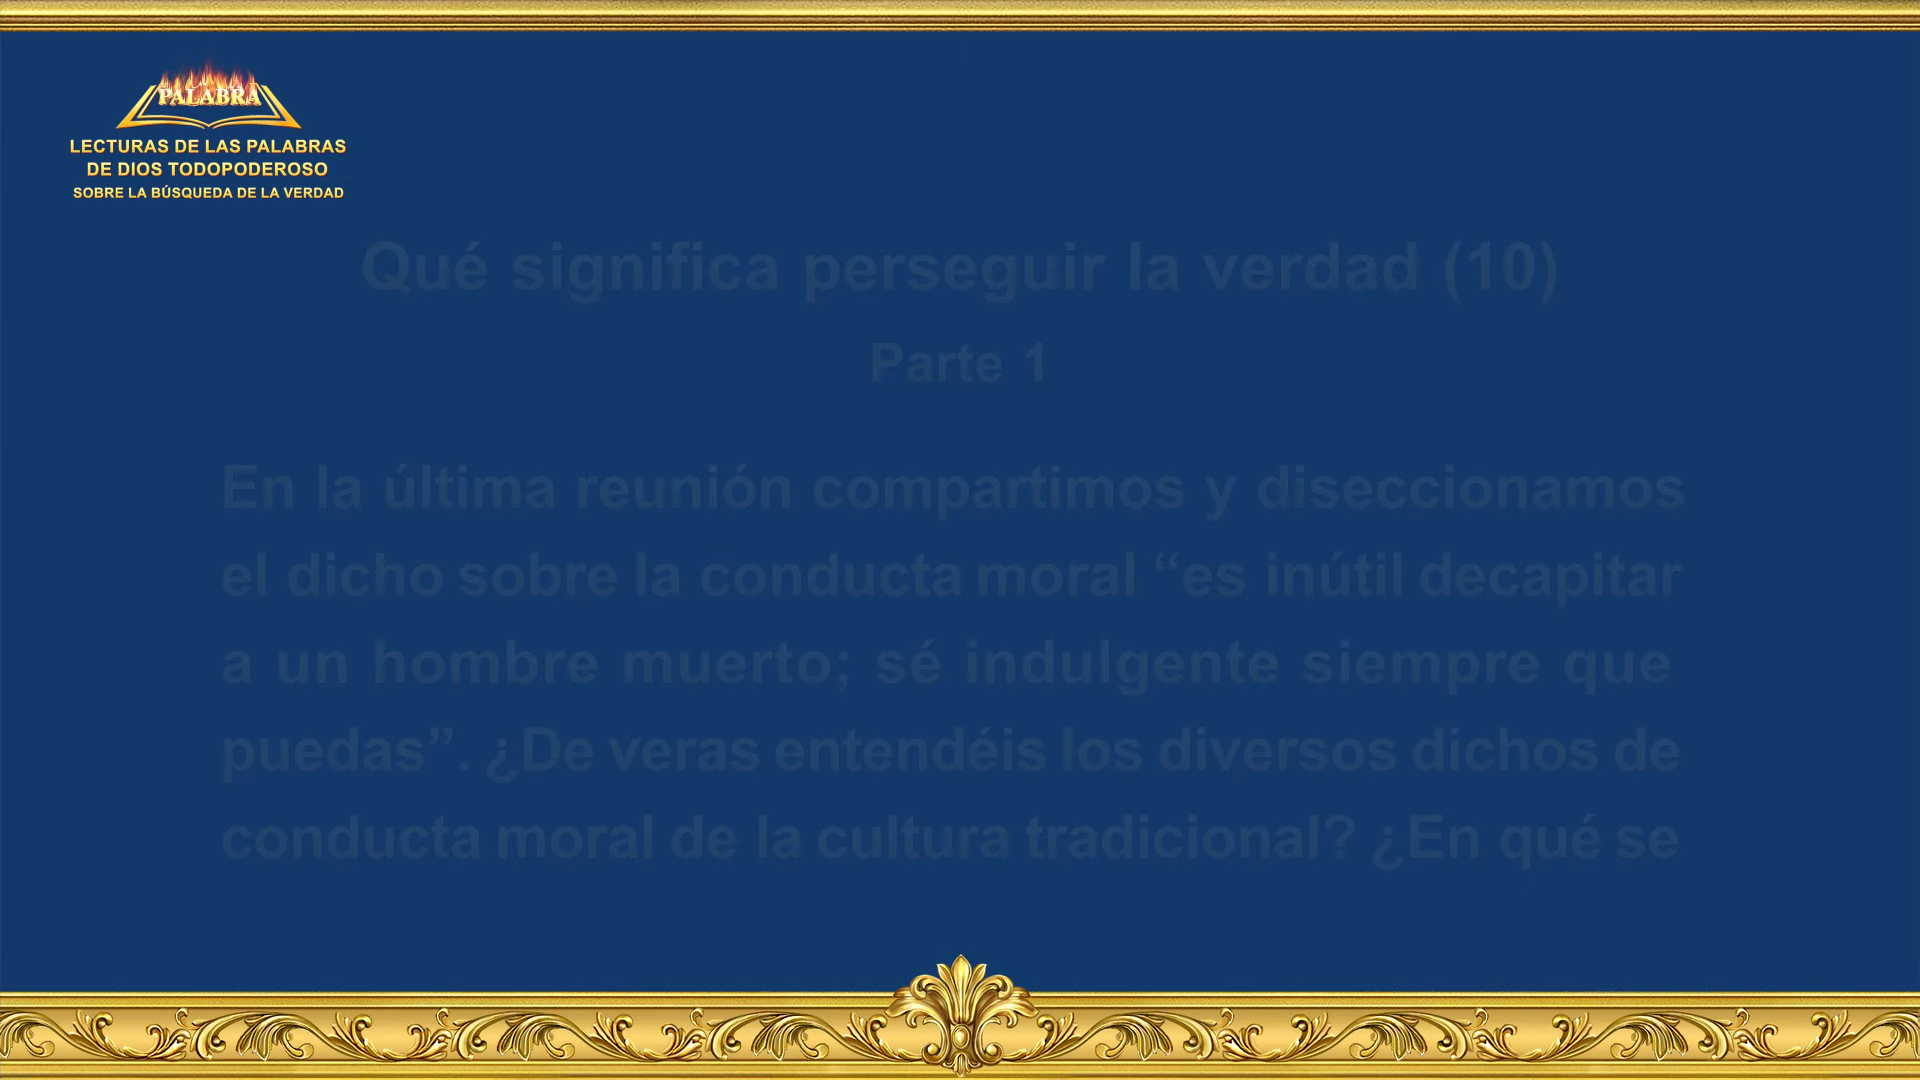 PALABRA
LECTURAS DE LAS PALABRAS
DE DIOS TODOPODEROSO
SOBRE LA BÚSQUEDA DE LA VERDAD
Qué significa perseguir la verdad (10)
Parte 1
En la última reunión compartimos y diseccionamos
el dicho sobre la conducta moral “es inútil decapitar
a un hombre muerto; sé indulgente siempre que
puedas”. ¿De veras entendéis los diversos dichos de
conducta moral de la cultura tradicional? ¿En qué se